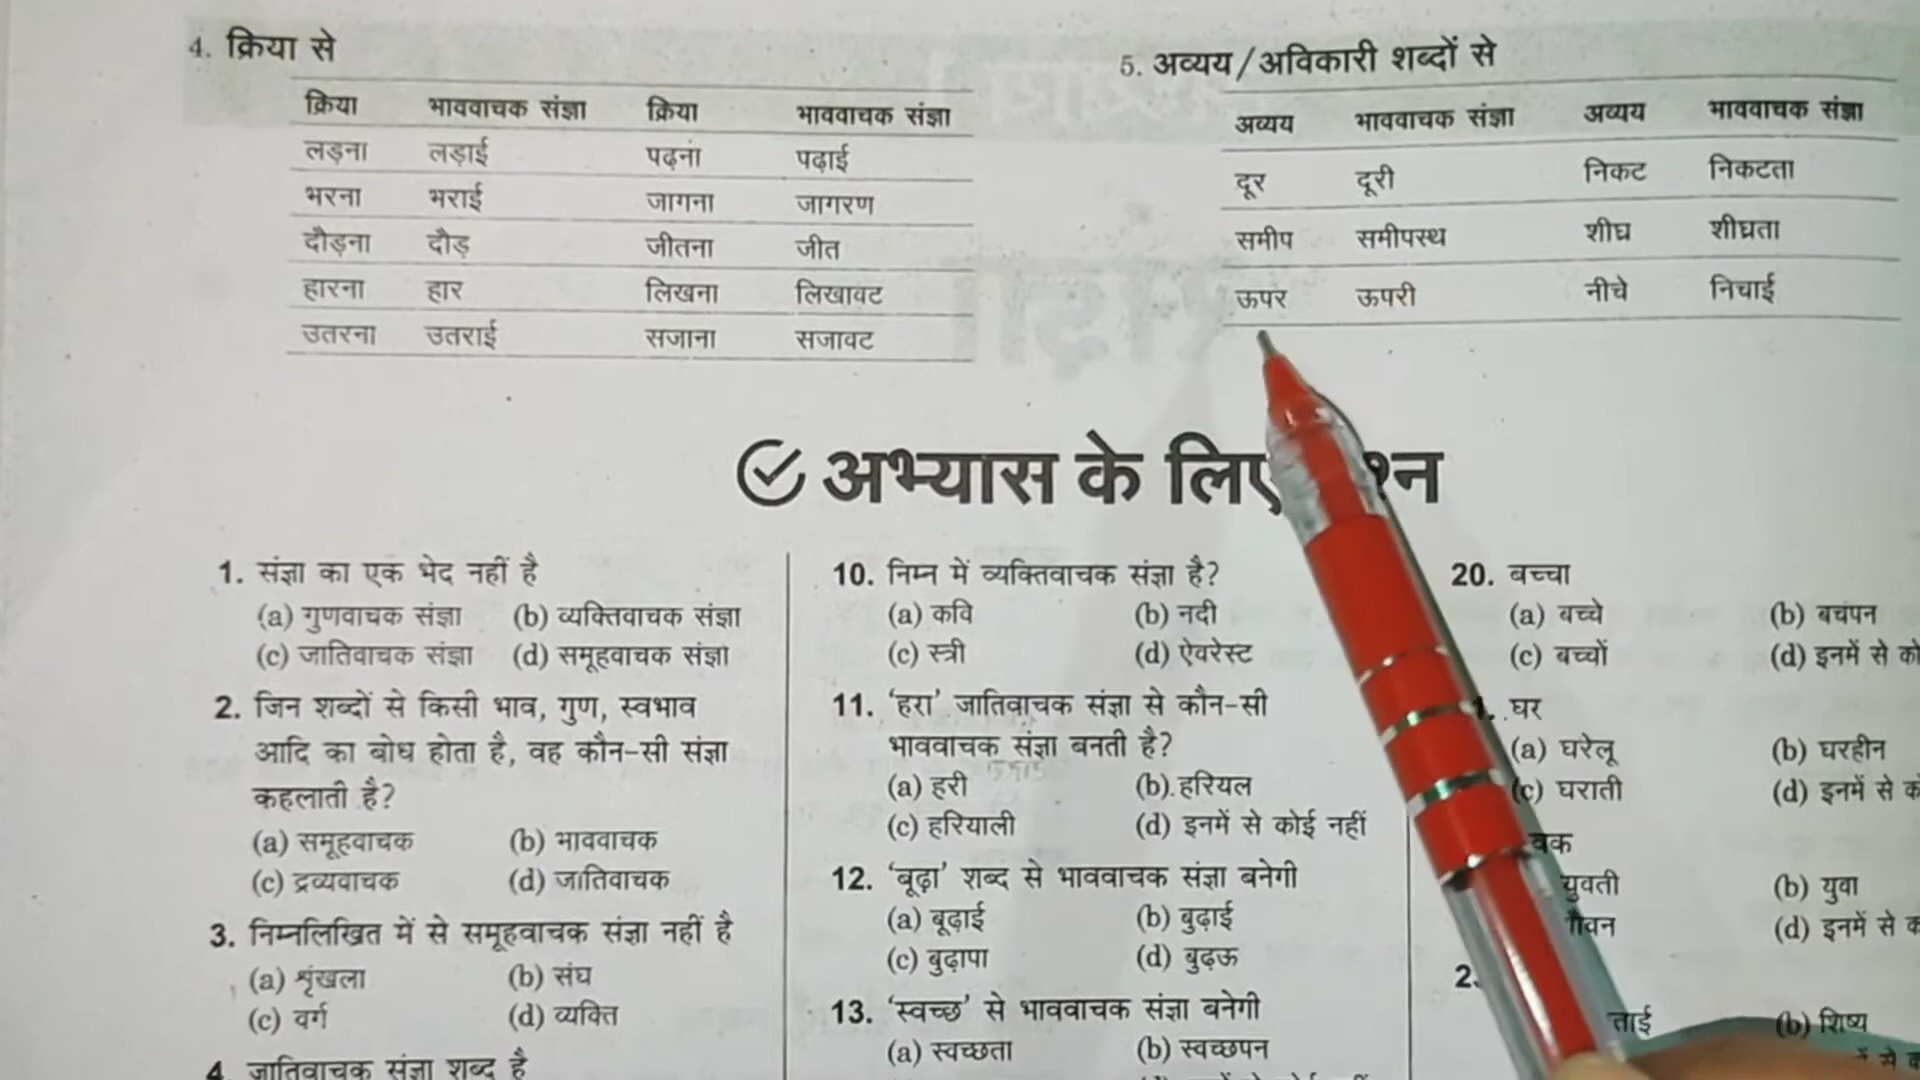 4. क्रिया से
क्रिया भाववाचक संज्ञा क्रिया भाववाचक संज्ञा
लड़ना लड़ाई पढ़ना पढ़ाई
भरना भराई जागना जागरण
दौड़ना दौड़ जीतना जीत
हारना हार लिखना लिखावट
उतरना उतराई सजाना सजावट
5. अव्यय/अविकारी शब्दों से
अव्यय भाववाचक संज्ञा अव्यय भाववाचक संज्ञा
दूर दूरी निकट निकटता
समीप समीपस्थ शीघ्र शीघ्रता
ऊपर ऊपरी नीचे निचाई
अभ्यास के लिए
1. संज्ञा का एक भेद नहीं है
(a) गुणवाचक संज्ञा (b) व्यक्तिवाचक संज्ञा
(c) जातिवाचक संज्ञा (d) समूहवाचक संज्ञा
2. जिन शब्दों से किसी भाव, गुण, स्वभाव
आदि का बोध होता है, वह कौन-सी संज्ञा
कहलाती है?
(a) समूहवाचक (b) भाववाचक
(c) द्रव्यवाचक (d) जातिवाचक
3. निम्नलिखित में से समूहवाचक संज्ञा नहीं है
(a) शृंखला (b) संघ
(c) वर्ग (d) व्यक्ति
4. जातिवाचक संज्ञा शब्द है
10. निम्न में व्यक्तिवाचक संज्ञा है?
(a) कवि (b) नदी
(c) स्त्री (d) ऐवरेस्ट
11. ‘हरा’ जातिवाचक संज्ञा से कौन-सी
भाववाचक संज्ञा बनती है?
(a) हरी (b) हरियल
(c) हरियाली (d) इनमें से कोई नहीं
12. ‘बूढ़ा’ शब्द से भाववाचक संज्ञा बनेगी
(a) बूढ़ाई (b) बुढ़ाई
(c) बुढ़ापा (d) बुढ़ऊ
13. ‘स्वच्छ’ से भाववाचक संज्ञा बनेगी
(a) स्वच्छता (b) स्वच्छपन
20. बच्चा
(a) बच्चे (b) बचपन
(c) बच्चों (d) इनमें से
घर
(a) घरेलू (b) घरहीन
(c) घराती (d) इनमें से
युवती (b) युवा
(d) इनमें से
(b) शिष्य